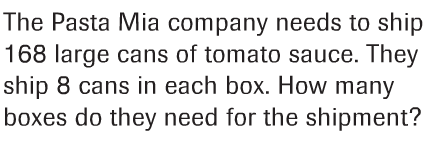 The Pasta Mia company needs to ship
168 large cans of tomato sauce. They
ship 8 cans in each box. How many
boxes do they need for the shipment?